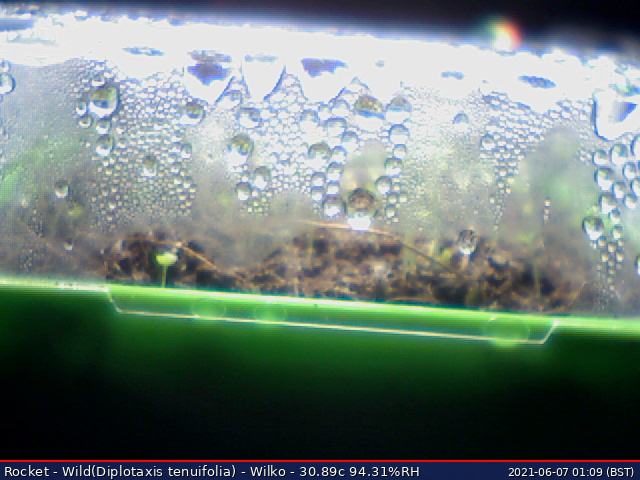 Rocket - Wild(Diplotaxis tenuifolia) - Wilko - 30.89c 94.31%RH 2021-06-07 01:09 (BST)